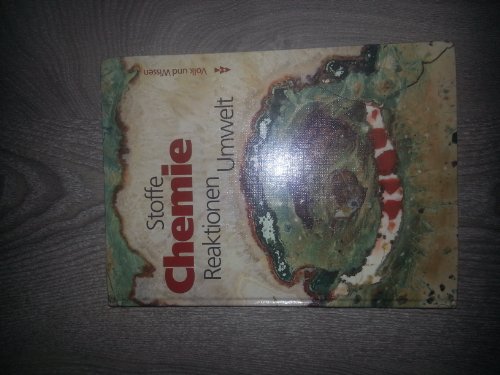 Volk und Wissen
Stoffe
Chemie
Reaktionen
Umwelt